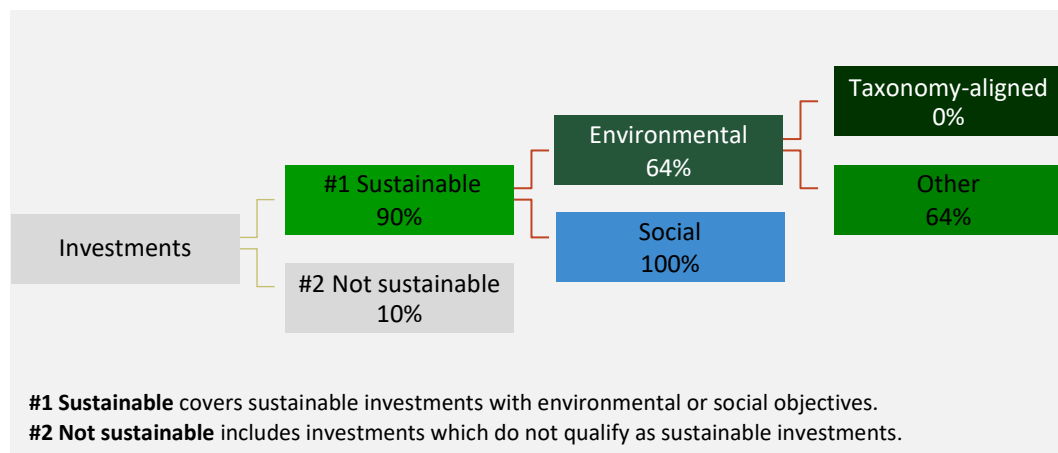 Investments
#1 Sustainable
90%
#2 Not sustainable
10%
Environmental
64%
Social
100%
Taxonomy-aligned
0%
Other
64%
#1 Sustainable covers sustainable investments with environmental or social objectives.
#2 Not sustainable includes investments which do not qualify as sustainable investments.